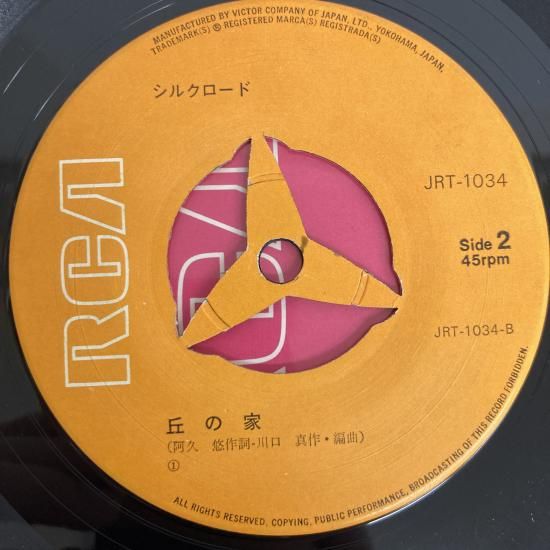 MANUFACTURED BY VICTOR COMPANY OF JAPAN, LTD., YOKOHAMA, JAPAN.
TRADEMARK(S) ® REGISTERED MARCA(S) REGISTRADA(S)
シルクロード
RCA
JRT-1034
Side 2
45rpm
JRT-1034-B
丘の家
(阿久 悠作詞-川口 真作・編曲)
①
ALL RIGHTS RESERVED, COPYING, PUBLIC PERFORMANCE, BROADCASTING OF THIS RECORD FORBIDDEN.